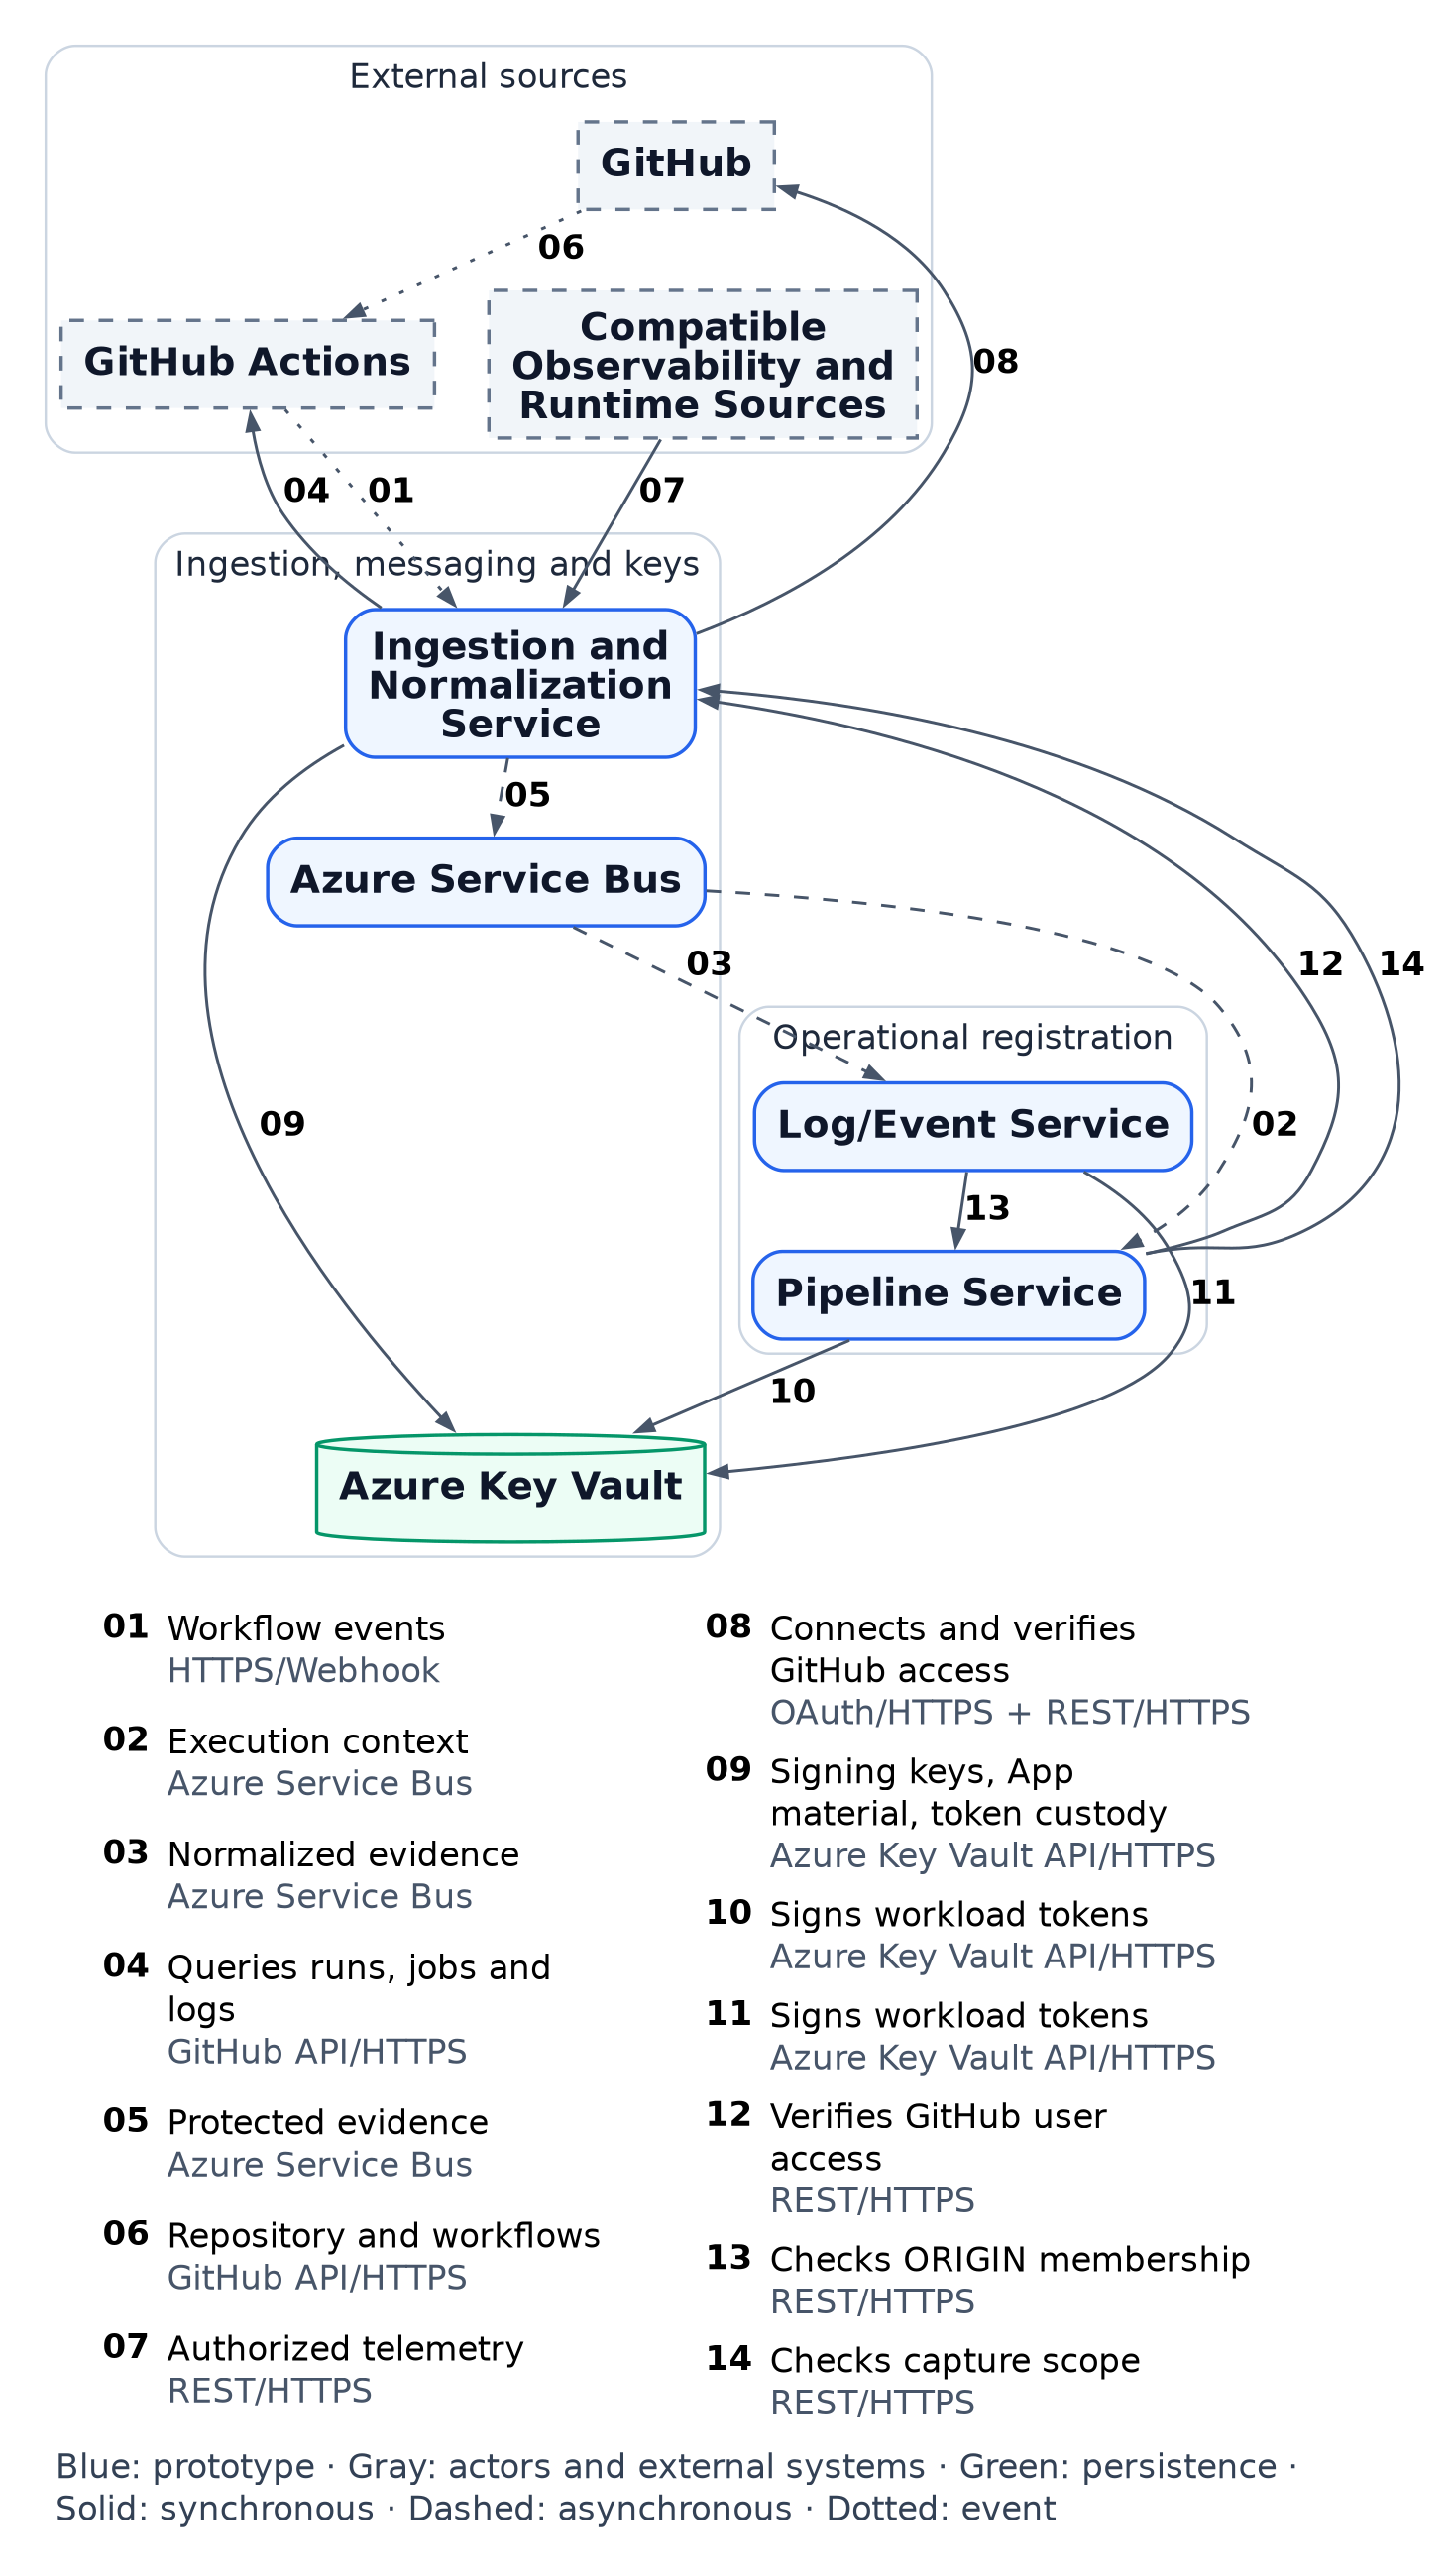 External sources
GitHub
06
GitHub Actions
Compatible
Observability and
Runtime Sources
08
04
01
07
Ingestion, messaging and keys
Ingestion and
Normalization
Service
05
Azure Service Bus
03
12
14
Operational registration
Log/Event Service
02
09
13
Pipeline Service
11
10
Azure Key Vault
01 Workflow events
HTTPS/Webhook
02 Execution context
Azure Service Bus
03 Normalized evidence
Azure Service Bus
04 Queries runs, jobs and
logs
GitHub API/HTTPS
05 Protected evidence
Azure Service Bus
06 Repository and workflows
GitHub API/HTTPS
07 Authorized telemetry
REST/HTTPS
08 Connects and verifies
GitHub access
OAuth/HTTPS + REST/HTTPS
09 Signing keys, App
material, token custody
Azure Key Vault API/HTTPS
10 Signs workload tokens
Azure Key Vault API/HTTPS
11 Signs workload tokens
Azure Key Vault API/HTTPS
12 Verifies GitHub user
access
REST/HTTPS
13 Checks ORIGIN membership
REST/HTTPS
14 Checks capture scope
REST/HTTPS
Blue: prototype · Gray: actors and external systems · Green: persistence ·
Solid: synchronous · Dashed: asynchronous · Dotted: event